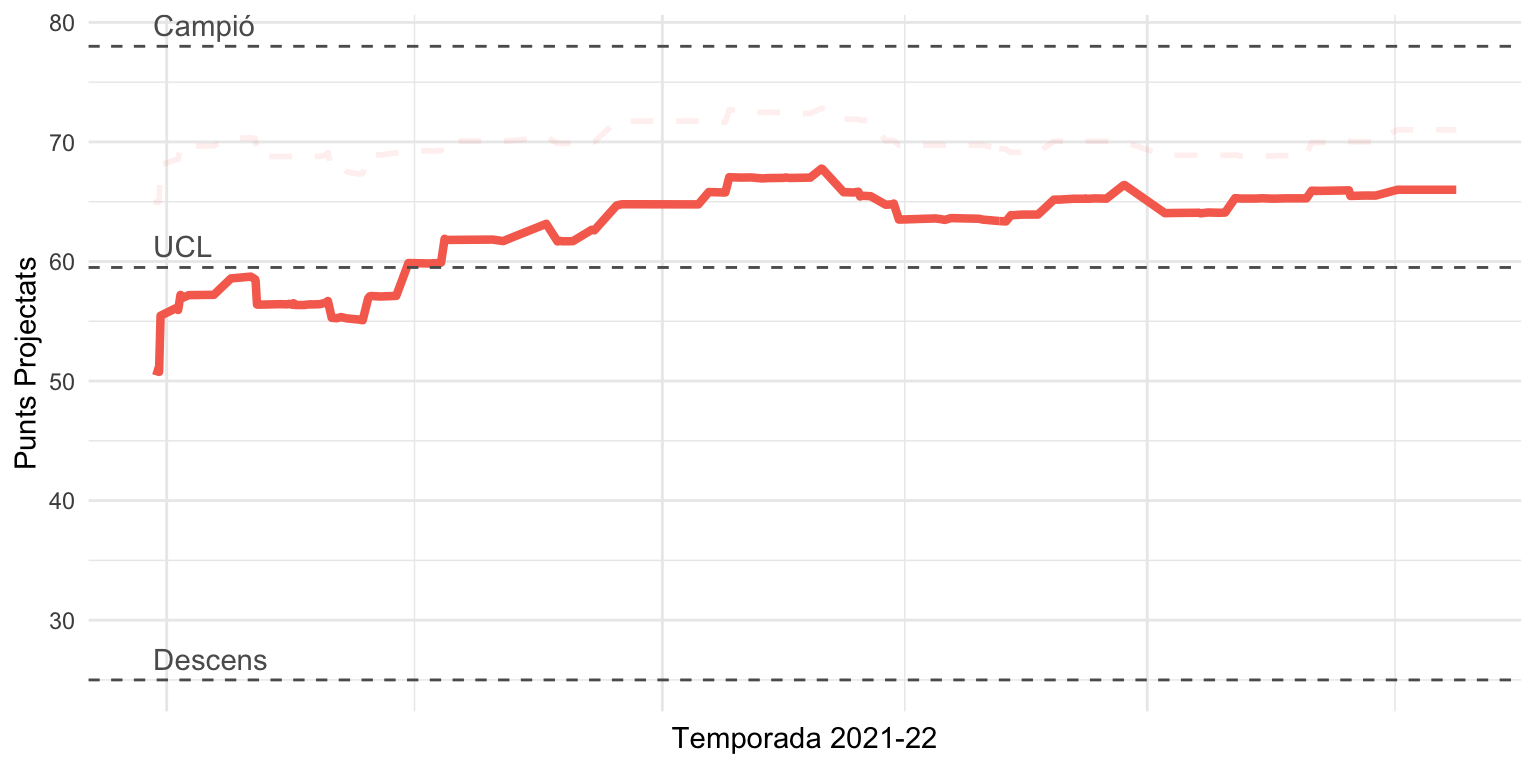 80
Campió
70
UCL
60
50
40
30
Descens
Punts Projectats
Temporada 2021-22